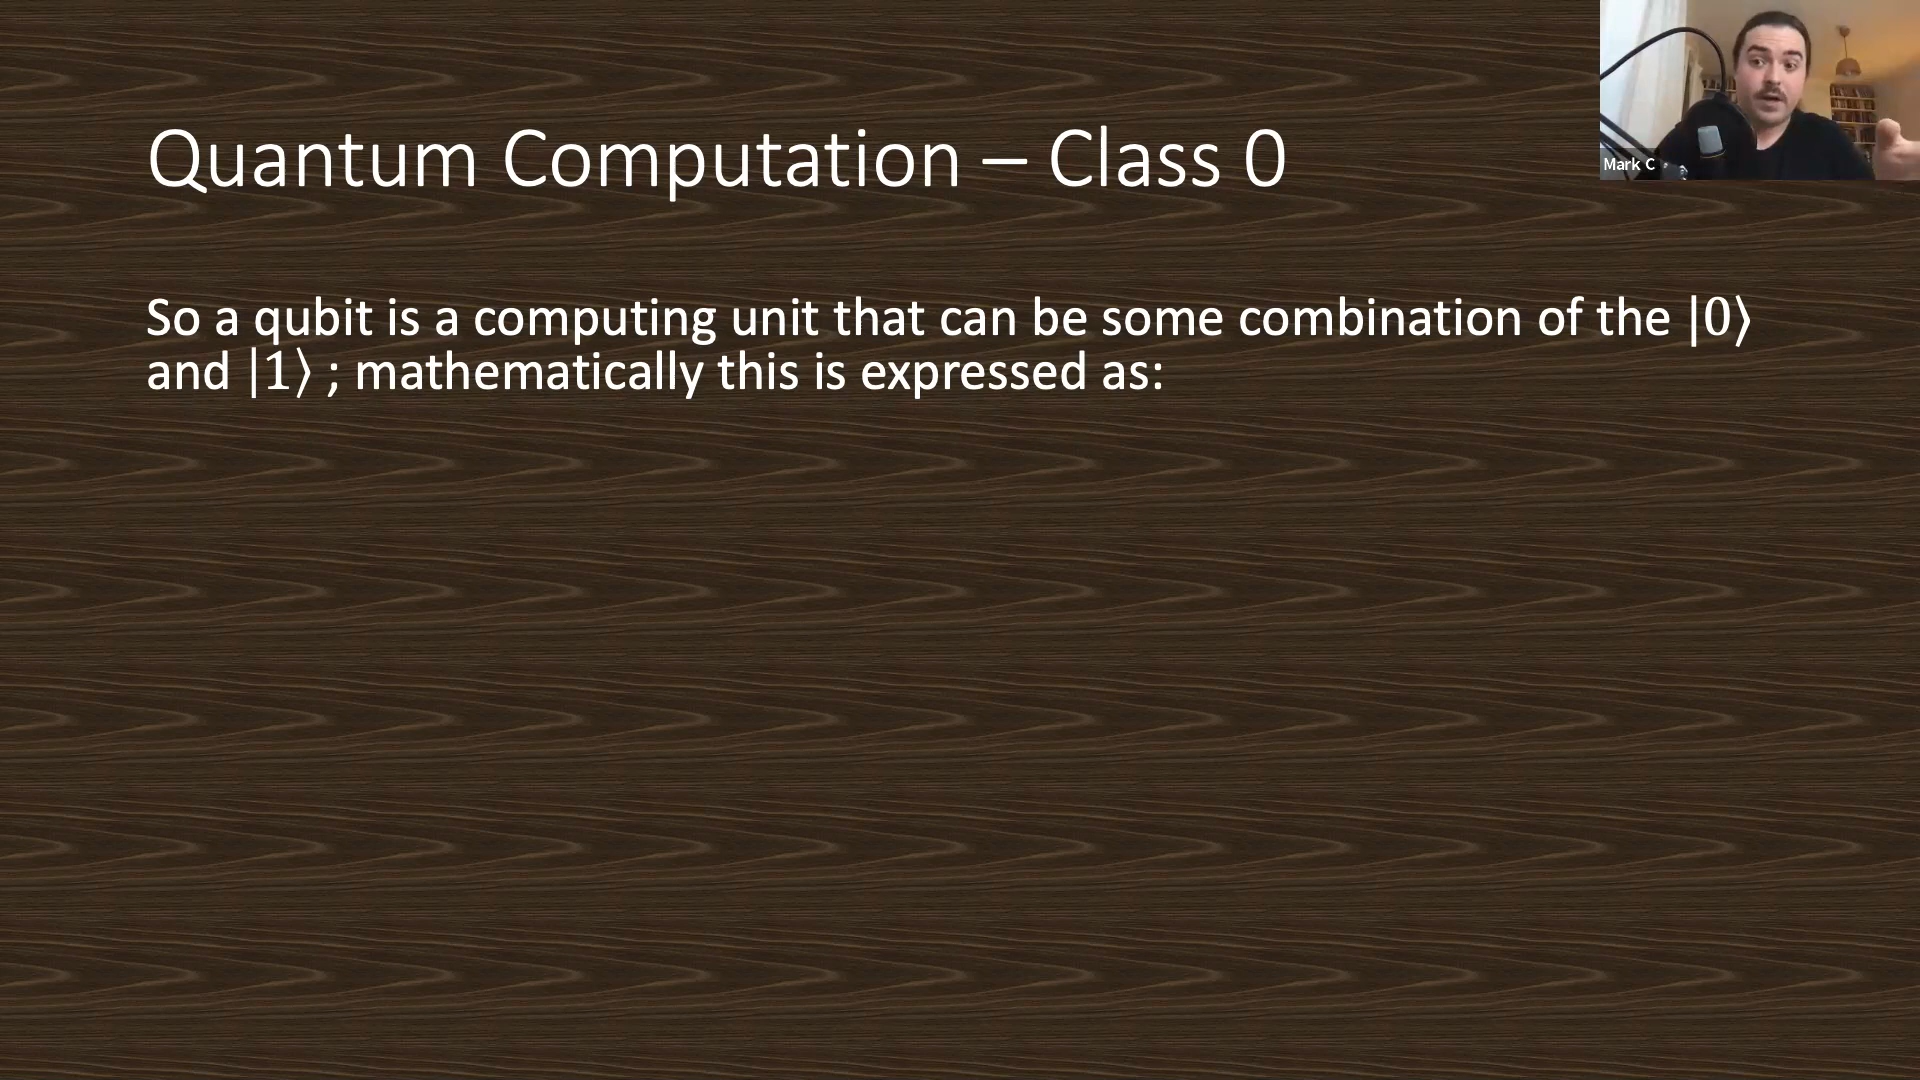 Quantum Computation – Class 0
Mark C
So a qubit is a computing unit that can be some combination of the |0⟩
and |1⟩ ; mathematically this is expressed as: